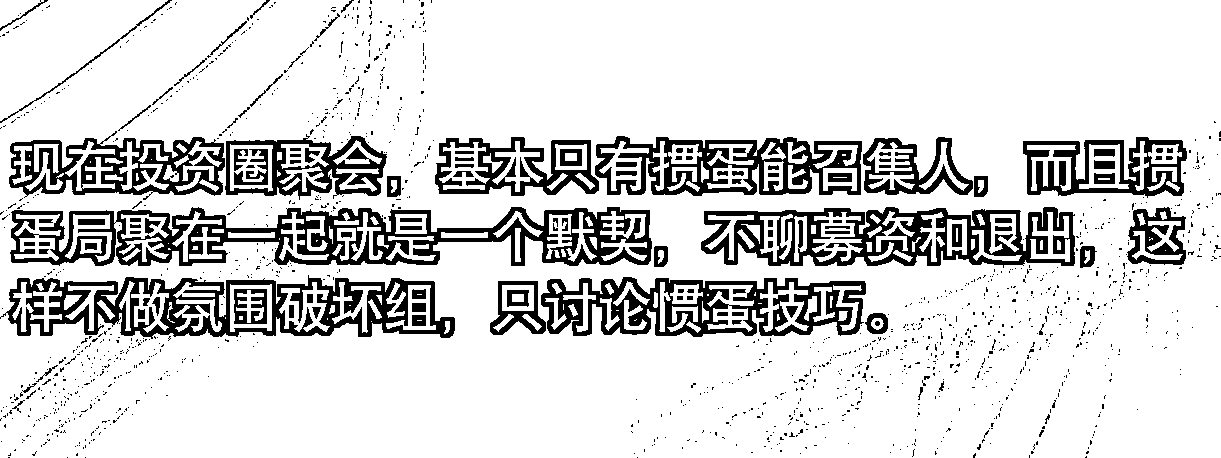 现在投资圈聚会，基本只有掼蛋能召集人，而且掼
蛋局聚在一起就是一个默契，不聊募资和退出，这
样不做氛围破坏组，只讨论惯蛋技巧。